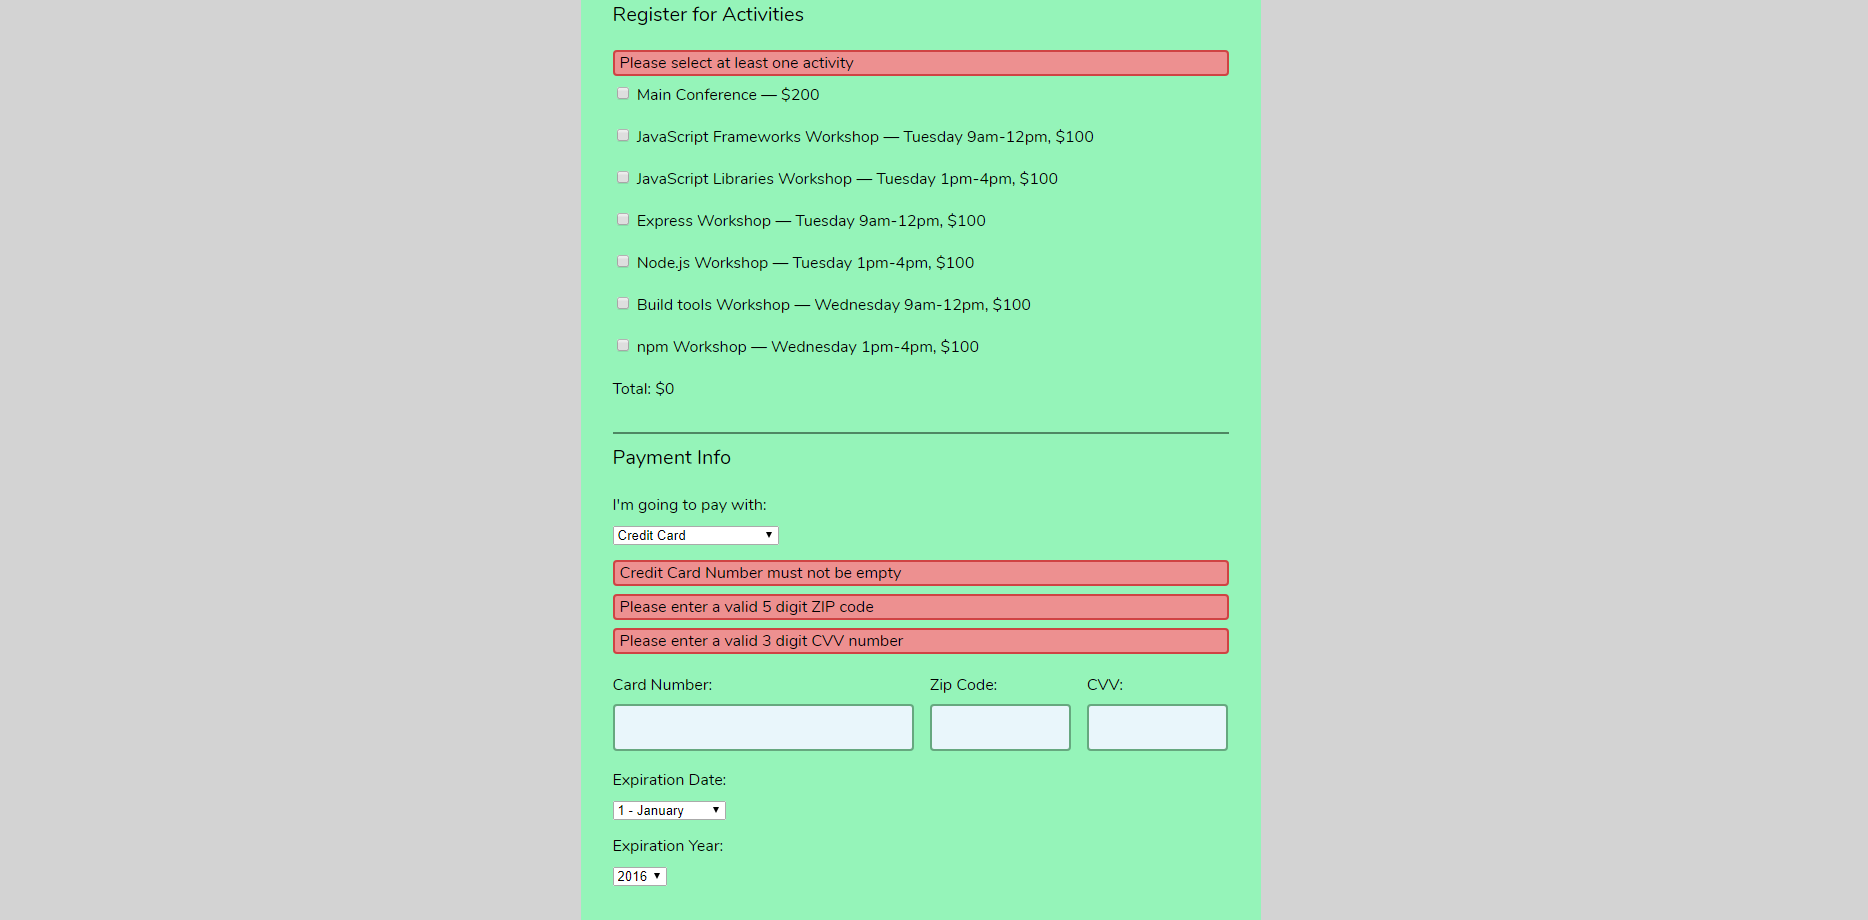 Register for Activities
Please select at least one activity
Main Conference — $200
JavaScript Frameworks Workshop — Tuesday 9am-12pm, $100
JavaScript Libraries Workshop — Tuesday 1pm-4pm, $100
Express Workshop — Tuesday 9am-12pm, $100
Node.js Workshop — Tuesday 1pm-4pm, $100
Build tools Workshop — Wednesday 9am-12pm, $100
npm Workshop — Wednesday 1pm-4pm, $100
Total: $0
Payment Info
I'm going to pay with:
Credit Card
Credit Card Number must not be empty
Please enter a valid 5 digit ZIP code
Please enter a valid 3 digit CVV number
Card Number: Zip Code: CVV:
Expiration Date:
1 - January
Expiration Year:
2016